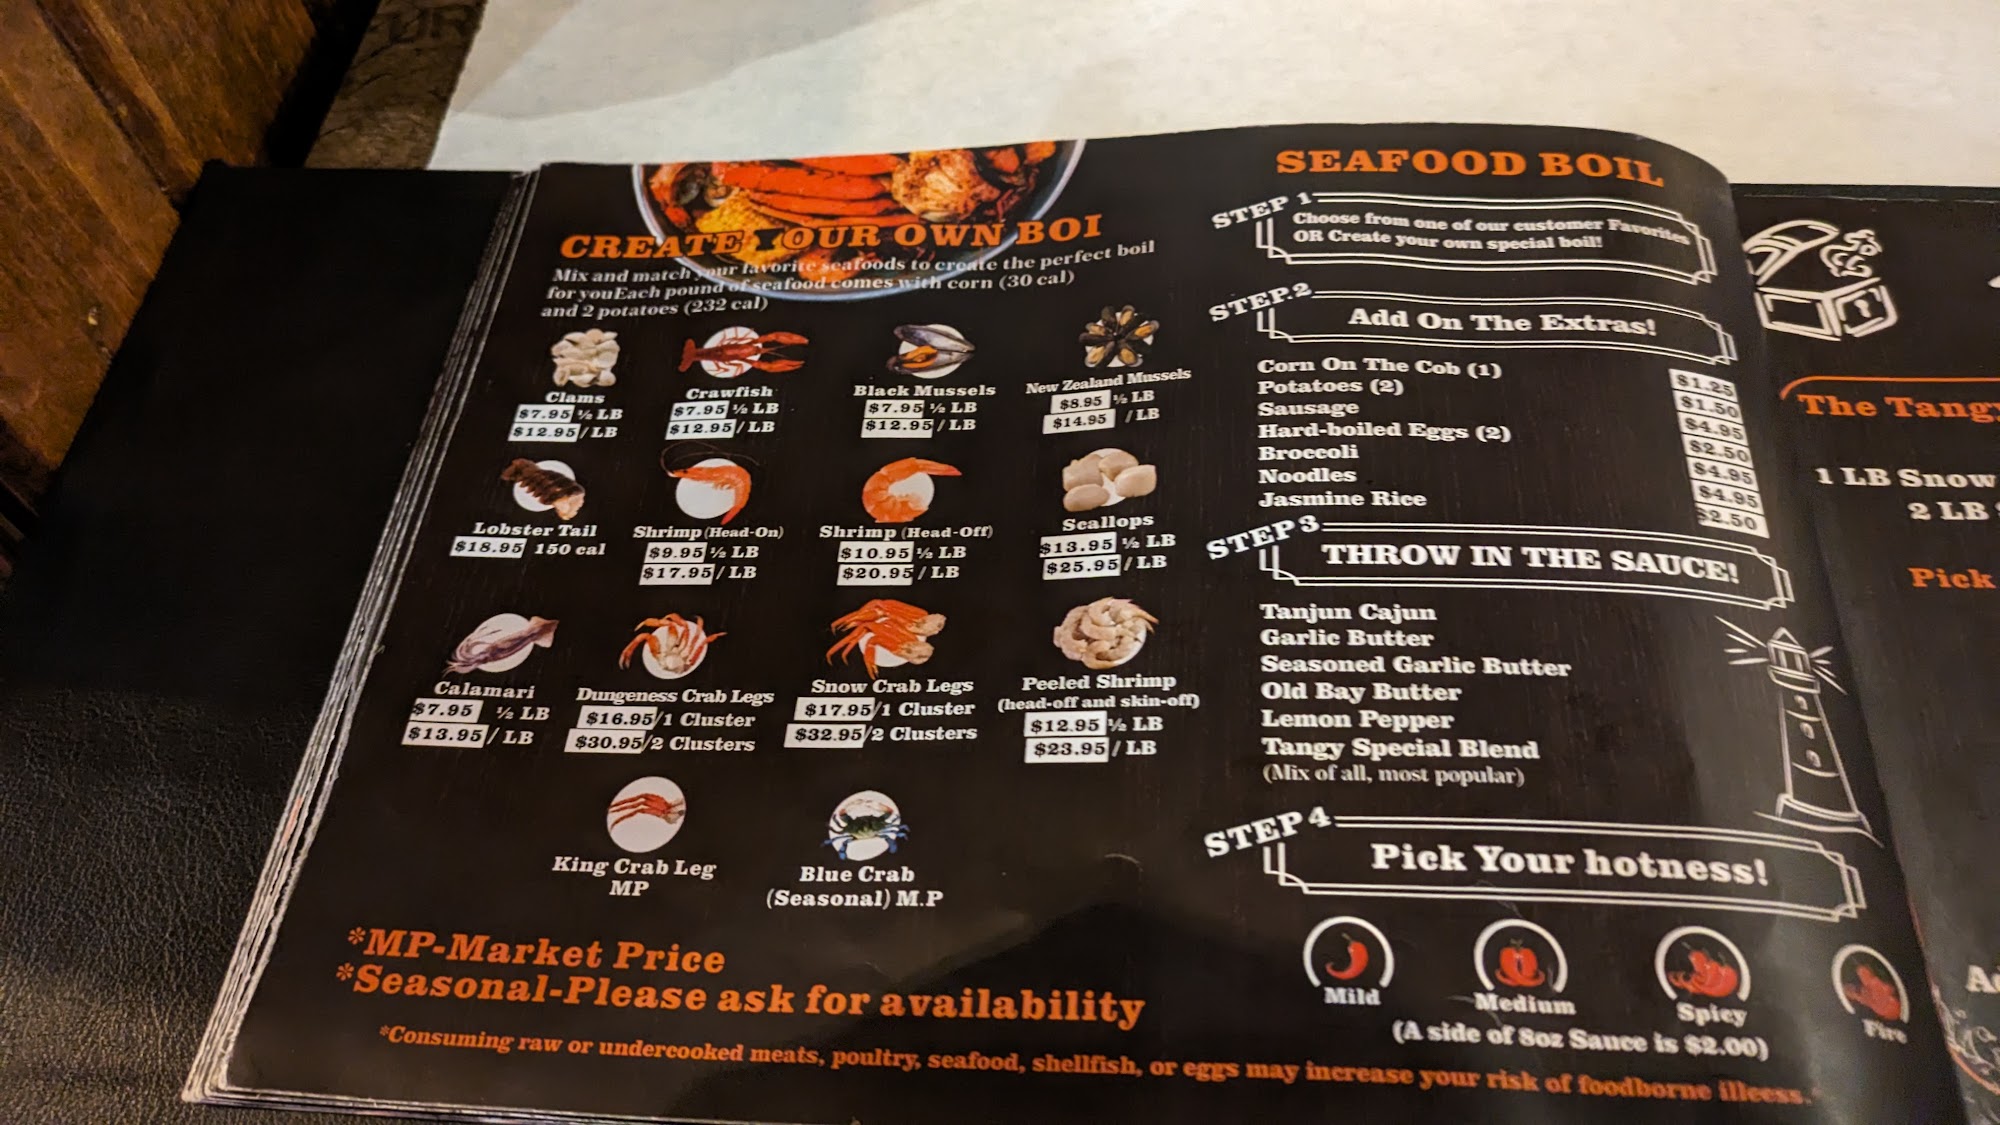 CREATE YOUR OWN BOI
Mix and match your favorite seafoods to create the perfect boil
for youEach pound of seafood comes with corn (30 cal)
and 2 potatoes (232 cal)
Clams
$7.95 ½ LB
$12.95 / LB
Crawfish
$7.95 ½ LB
$12.95 / LB
Black Mussels
$7.95 ½ LB
$12.95 / LB
New Zealand Mussels
$8.95 ½ LB
$14.95 / LB
Lobster Tail
$18.95 150 cal
Shrimp (Head-On)
$9.95 ½ LB
$17.95 / LB
Shrimp (Head-Off)
$10.95 ½ LB
$20.95 / LB
Scallops
$13.95 ½ LB
$25.95 / LB
Calamari
$7.95 ½ LB
$13.95 / LB
Dungeness Crab Legs
$16.95/1 Cluster
$30.95/2 Clusters
Snow Crab Legs
$17.95/1 Cluster
$32.95/2 Clusters
Peeled Shrimp
(head-off and skin-off)
$12.95 ½ LB
$23.95 / LB
King Crab Leg
MP
Blue Crab
(Seasonal) M.P
*MP-Market Price
*Seasonal-Please ask for availability
SEAFOOD BOIL
STEP 1
Choose from one of our customer Favorites
OR Create your own special boil!
STEP.2
Add On The Extras!
Corn On The Cob (1) $1.25
Potatoes (2) $1.50
Sausage $4.95
Hard-boiled Eggs (2) $2.50
Broccoli $4.95
Noodles $4.95
Jasmine Rice $2.50
STEP 3
THROW IN THE SAUCE!
Tanjun Cajun
Garlic Butter
Seasoned Garlic Butter
Old Bay Butter
Lemon Pepper
Tangy Special Blend
(Mix of all, most popular)
STEP 4
Pick Your hotness!
Mild
Medium
Spicy
Fire
(A side of 8oz Sauce is $2.00)
*Consuming raw or undercooked meats, poultry, seafood, shellfish, or eggs may increase your risk of foodborne illeess.
The Tangy
1 LB Snow
2 LB
Pick